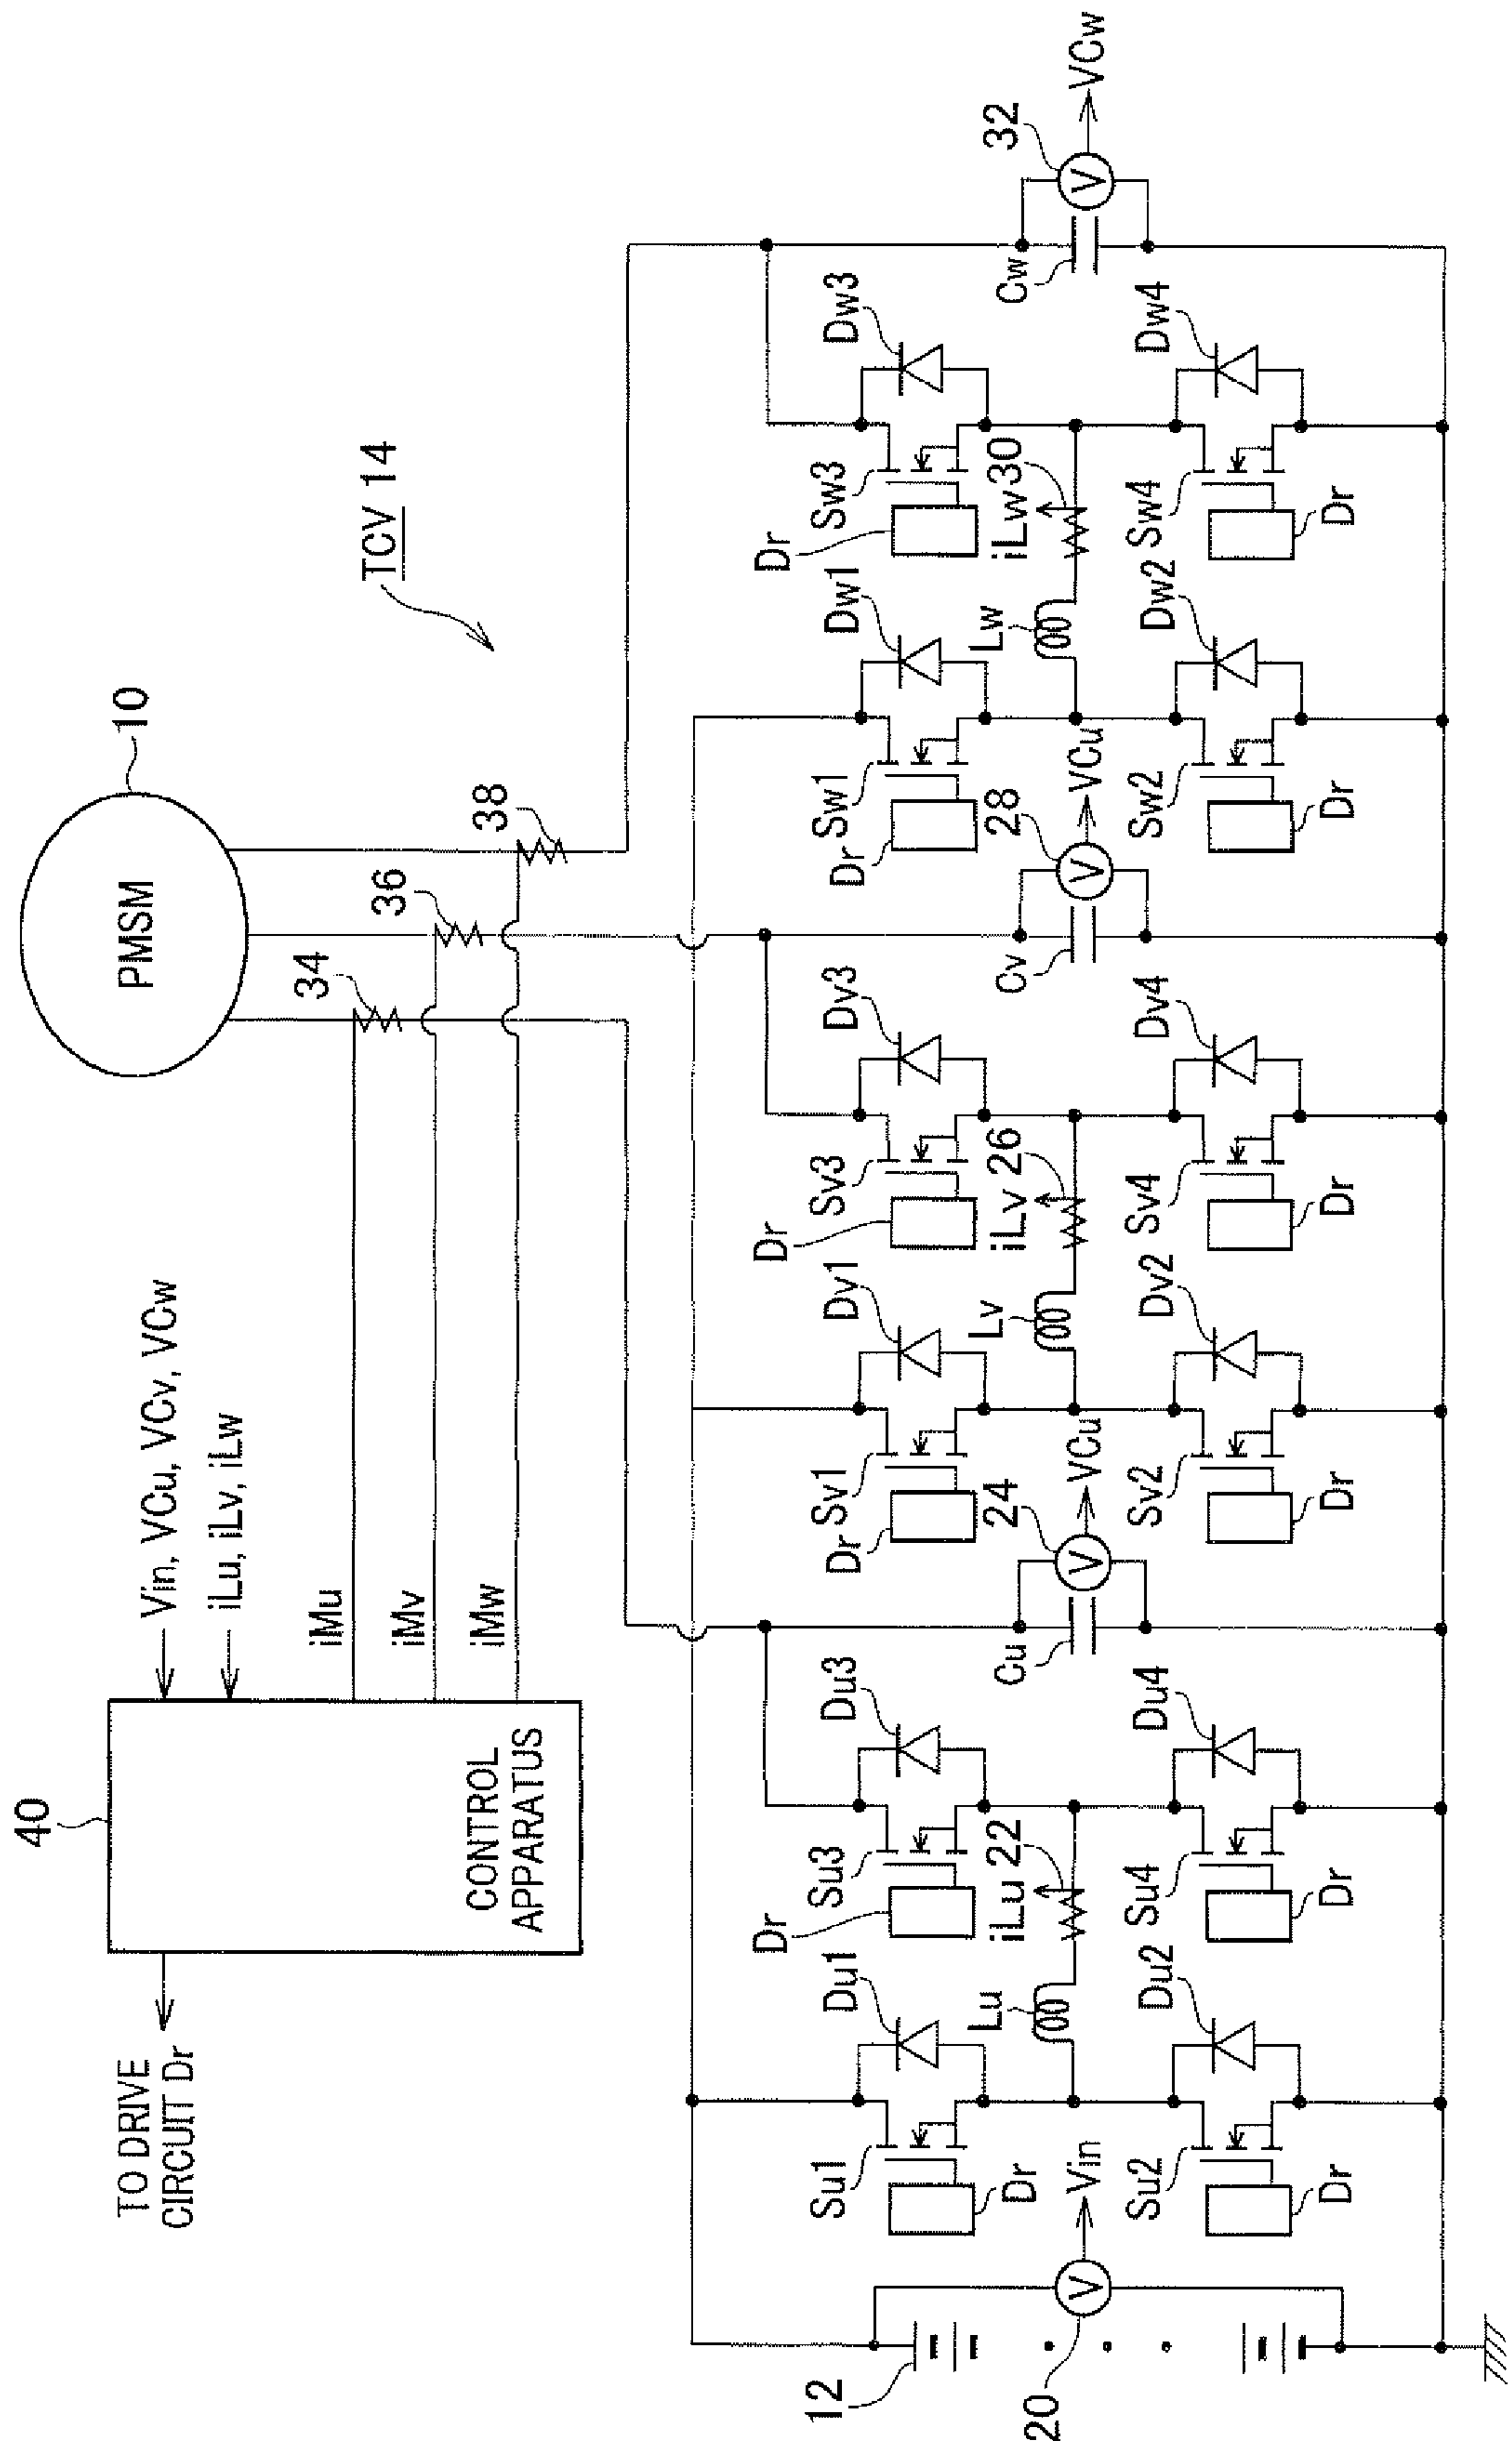 TO DRIVE
CIRCUIT Dr
40
CONTROL
APPARATUS
Vin, VCu, VCv, VCw
iLu, iLv, iLw
iMu
iMv
iMw
34
36
38
PMSM
10
TCV 14
12
20
Vin
V
Su1
Du1
Dr
Su2
Du2
Dr
Lu
iLu
22
Su3
Du3
Dr
Su4
Du4
Dr
Cu
V
24
VCu
Sv1
Dv1
Dr
Sv2
Dv2
Dr
Lv
iLv
26
Sv3
Dv3
Dr
Sv4
Dv4
Dr
Cv
V
28
VCu
Sw1
Dw1
Dr
Sw2
Dw2
Dr
Lw
iLw
30
Sw3
Dw3
Dr
Sw4
Dw4
Dr
Cw
V
32
VCw